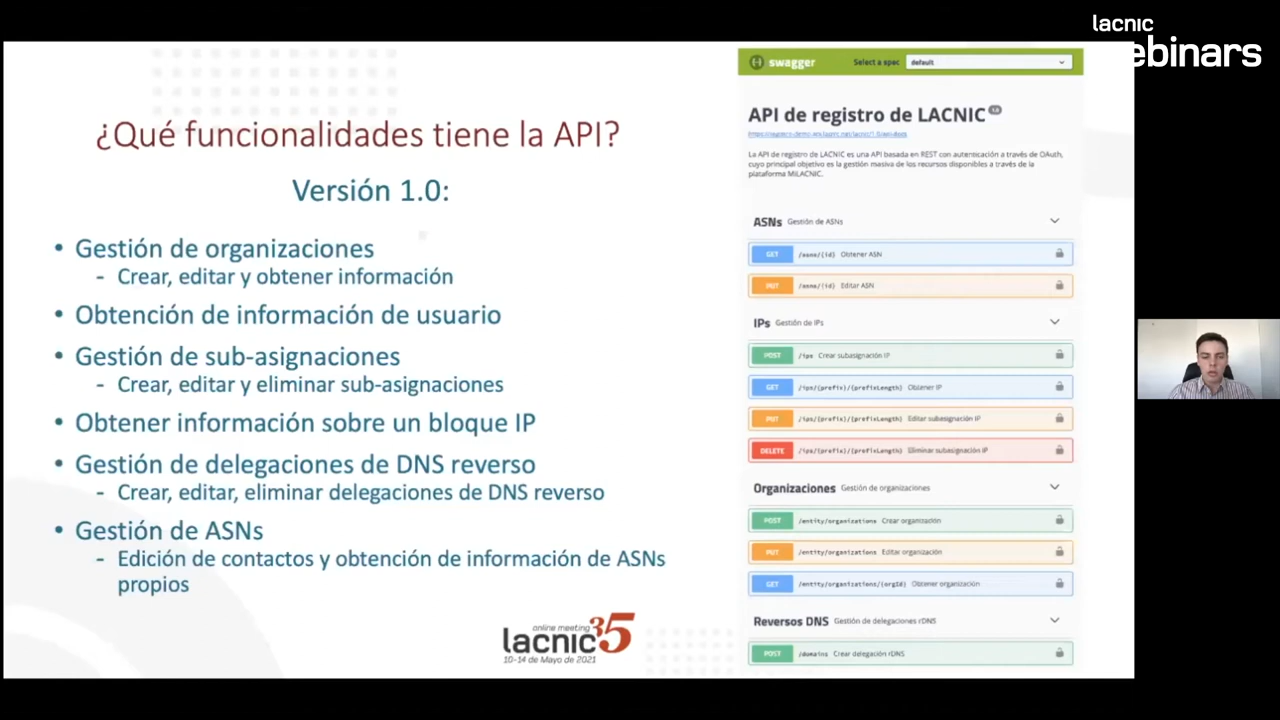 lacnic
ebinars
¿Qué funcionalidades tiene la API?
Versión 1.0:
• Gestión de organizaciones
- Crear, editar y obtener información
• Obtención de información de usuario
• Gestión de sub-asignaciones
- Crear, editar y eliminar sub-asignaciones
• Obtener información sobre un bloque IP
• Gestión de delegaciones de DNS reverso
- Crear, editar, eliminar delegaciones de DNS reverso
• Gestión de ASNs
- Edición de contactos y obtención de información de ASNs
propios
online meeting
lacnic35
10-14 de Mayo de 2021
swagger
Select a spec
default
API de registro de LACNIC
La API de registro de LACNIC es una API basada en REST con autenticación a través de OAuth,
cuyo principal objetivo es la gestión masiva de los recursos disponibles a través de la
plataforma MiLACNIC.
ASNs Gestión de ASNs
GET /asns/{id} Obtener ASN
PUT /asns/{id} Editar ASN
IPs Gestión de IPs
POST /ips Crear subasignación IP
GET /ips/{prefix}/{prefixLength} Obtener IP
PUT /ips/{prefix}/{prefixLength} Editar subasignación IP
DELETE /ips/{prefix}/{prefixLength} Eliminar subasignación IP
Organizaciones Gestión de organizaciones
POST /entity/organizations Crear organización
PUT /entity/organizations Editar organización
GET /entity/organizations/{orgId} Obtener organización
Reversos DNS Gestión de delegaciones rDNS
POST /domains Crear delegación rDNS